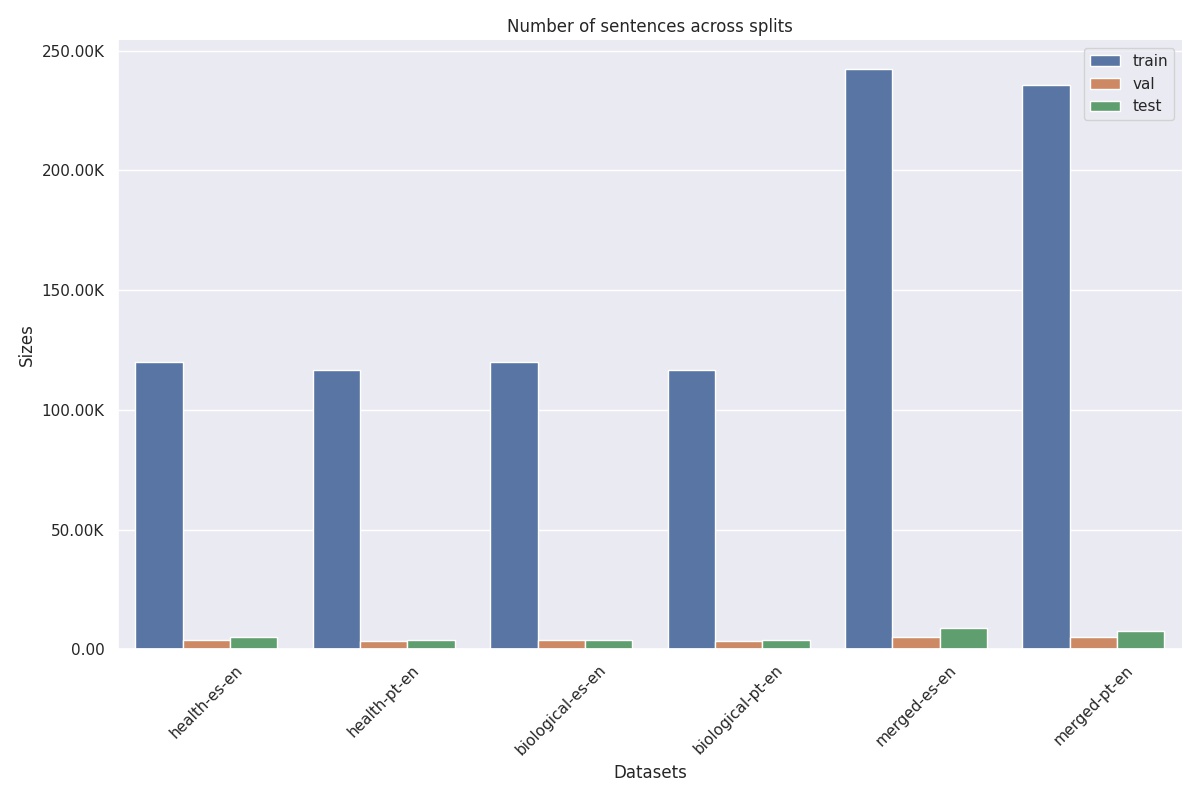 Number of sentences across splits
250.00K
200.00K
150.00K
100.00K
50.00K
0.00
Sizes
train
val
test
health-es-en
health-pt-en
biological-es-en
biological-pt-en
merged-es-en
merged-pt-en
Datasets